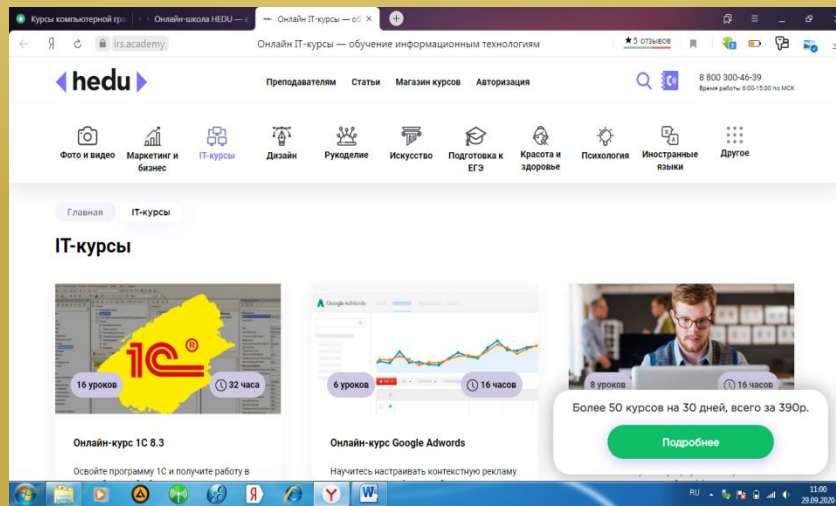 Курсы компьютерной гра
Онлайн-школа HEDU —
Онлайн IT-курсы — об
irs.academy
Онлайн IT-курсы — обучение информационным технологиям
★5 отзывов
hedu
Преподавателям Статьи Магазин курсов Авторизация
8 800 300-46-39
Время работы 6:00-15:00 по МСК
Фото и видео
Маркетинг и бизнес
IT-курсы
Дизайн
Рукоделие
Искусство
Подготовка к ЕГЭ
Красота и здоровье
Психология
Иностранные языки
Другое
Главная IT-курсы
IT-курсы
1С®
16 уроков
32 часа
Google AdWords
6 уроков
16 часов
8 уроков
16 часов
Более 50 курсов на 30 дней, всего за 390р.
Подробнее
Онлайн-курс 1С 8.3
Освойте программу 1С и получите работу в
Онлайн-курс Google Adwords
Научитесь настраивать контекстную рекламу
RU
11:00
29.09.2020